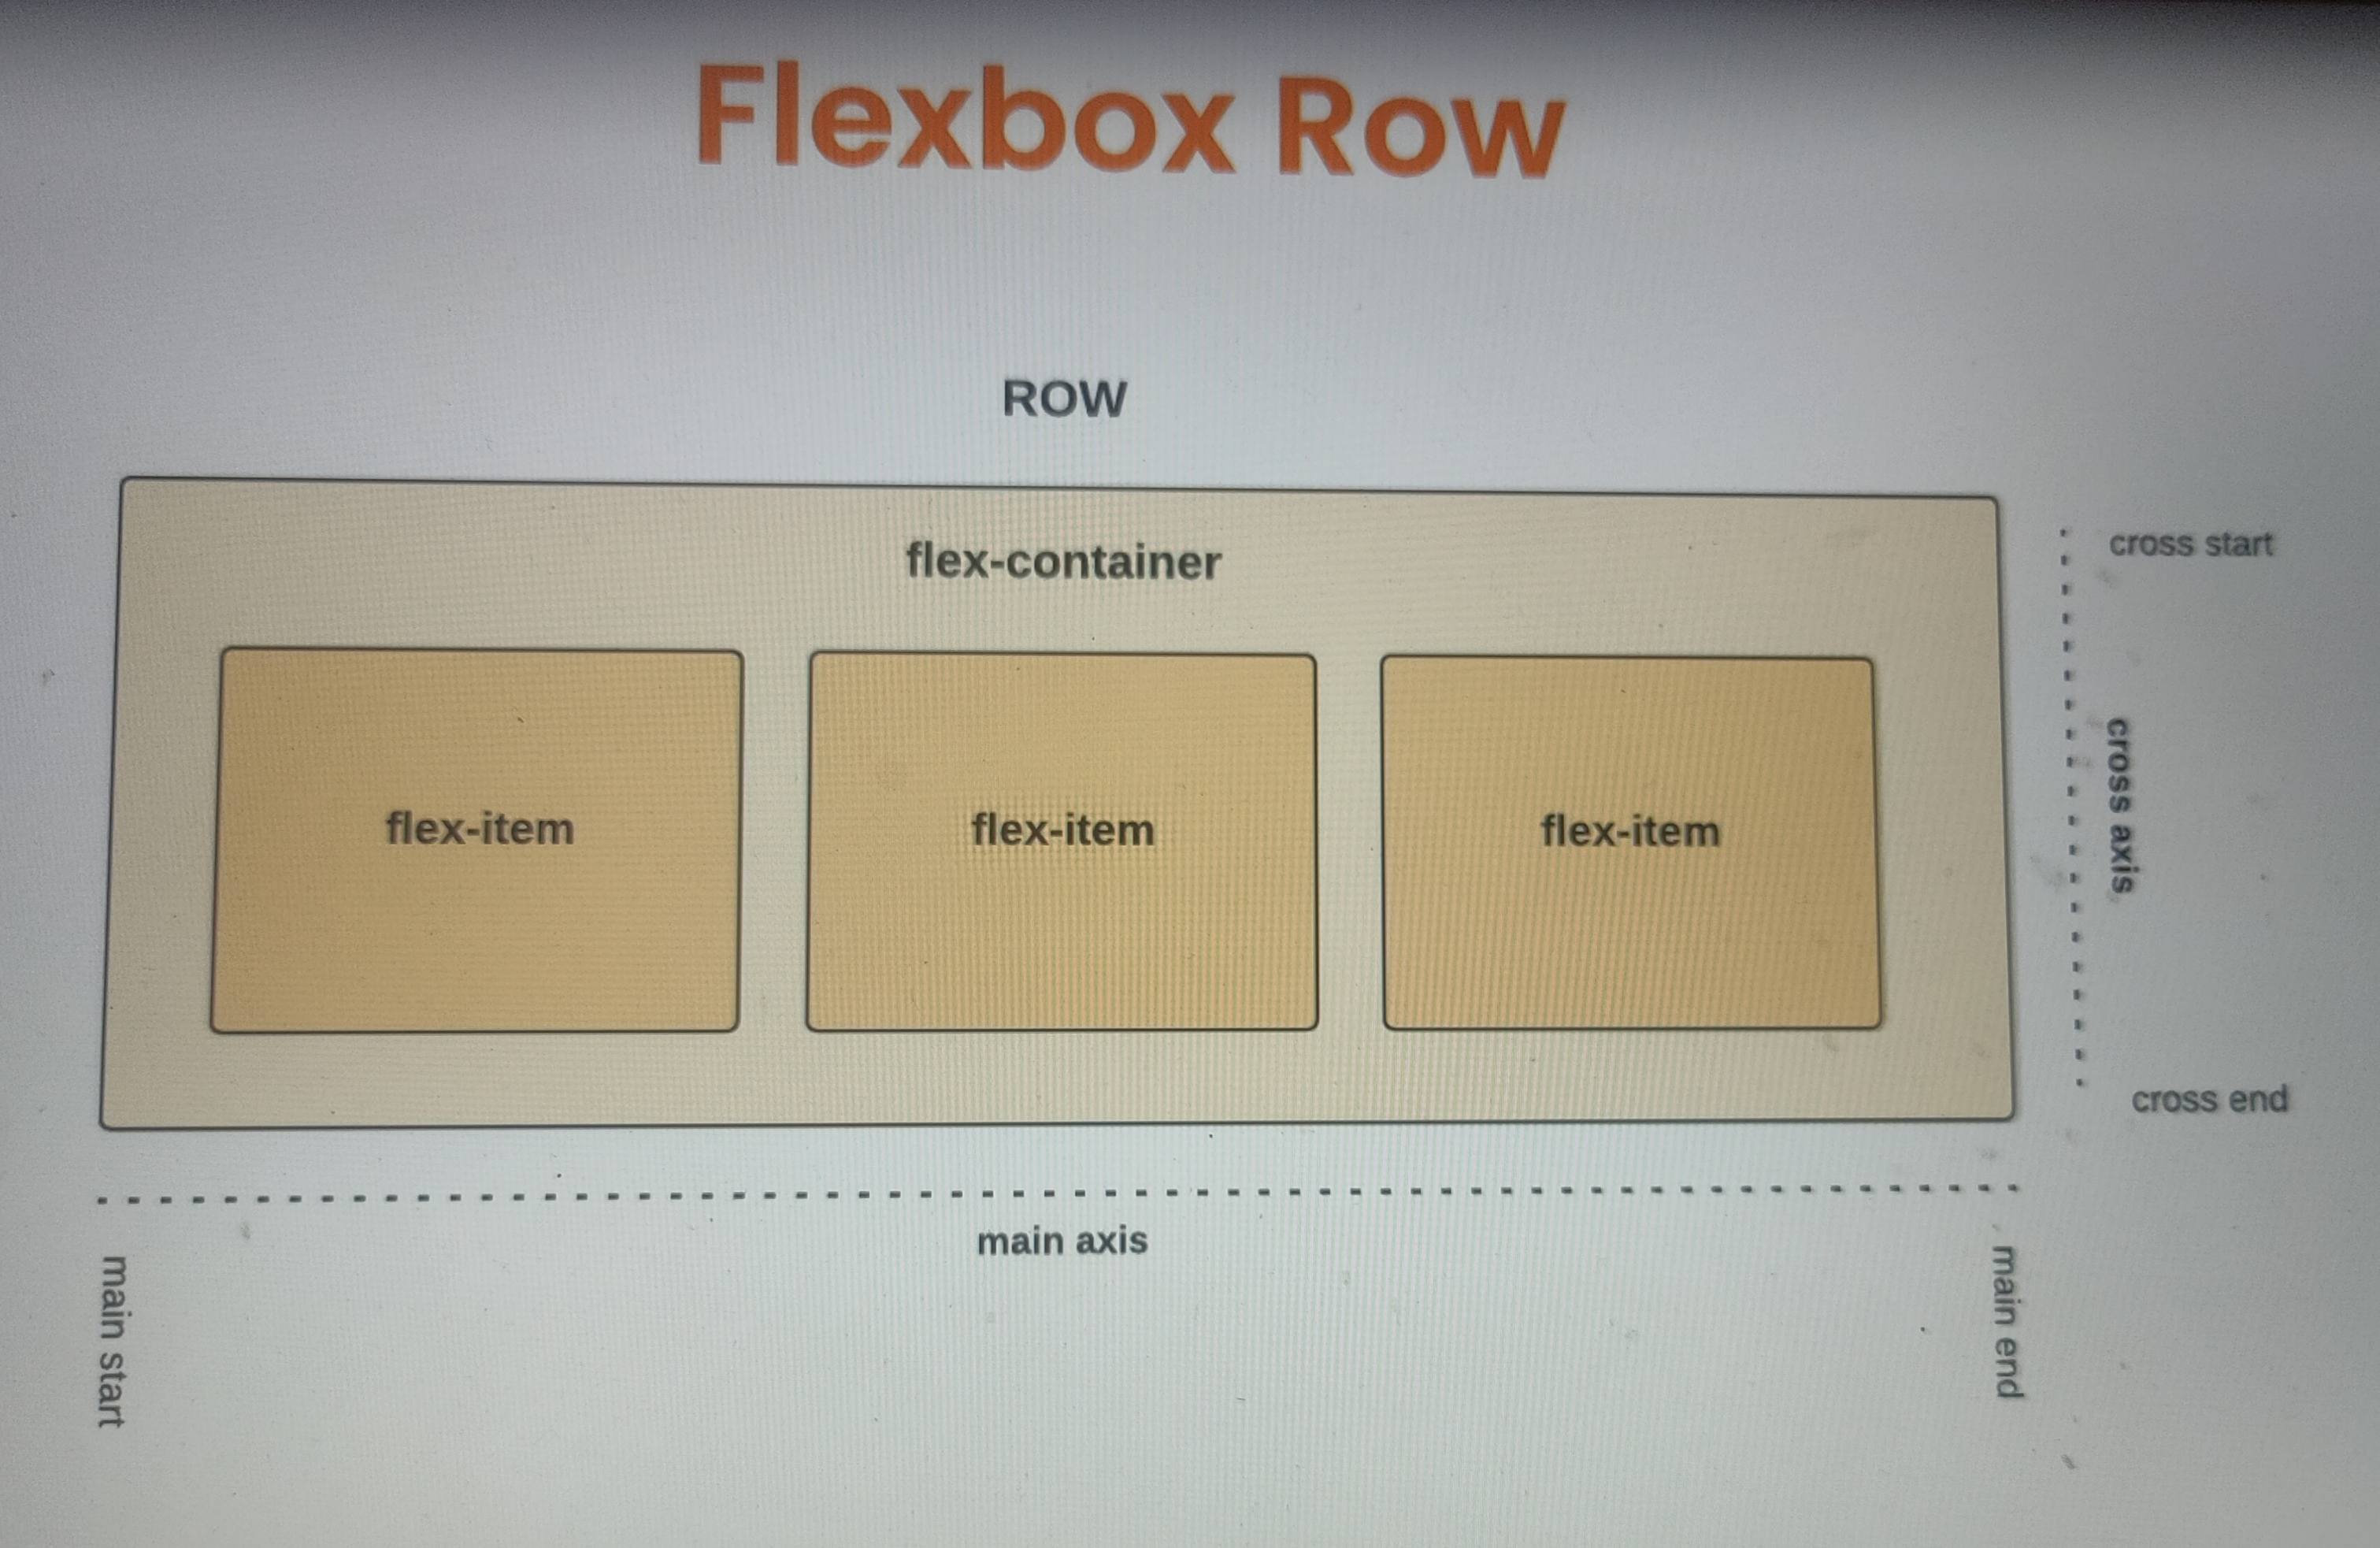 Flexbox Row
ROW
flex-container
flex-item
flex-item
flex-item
cross start
cross axis
cross end
main axis
main start
main end